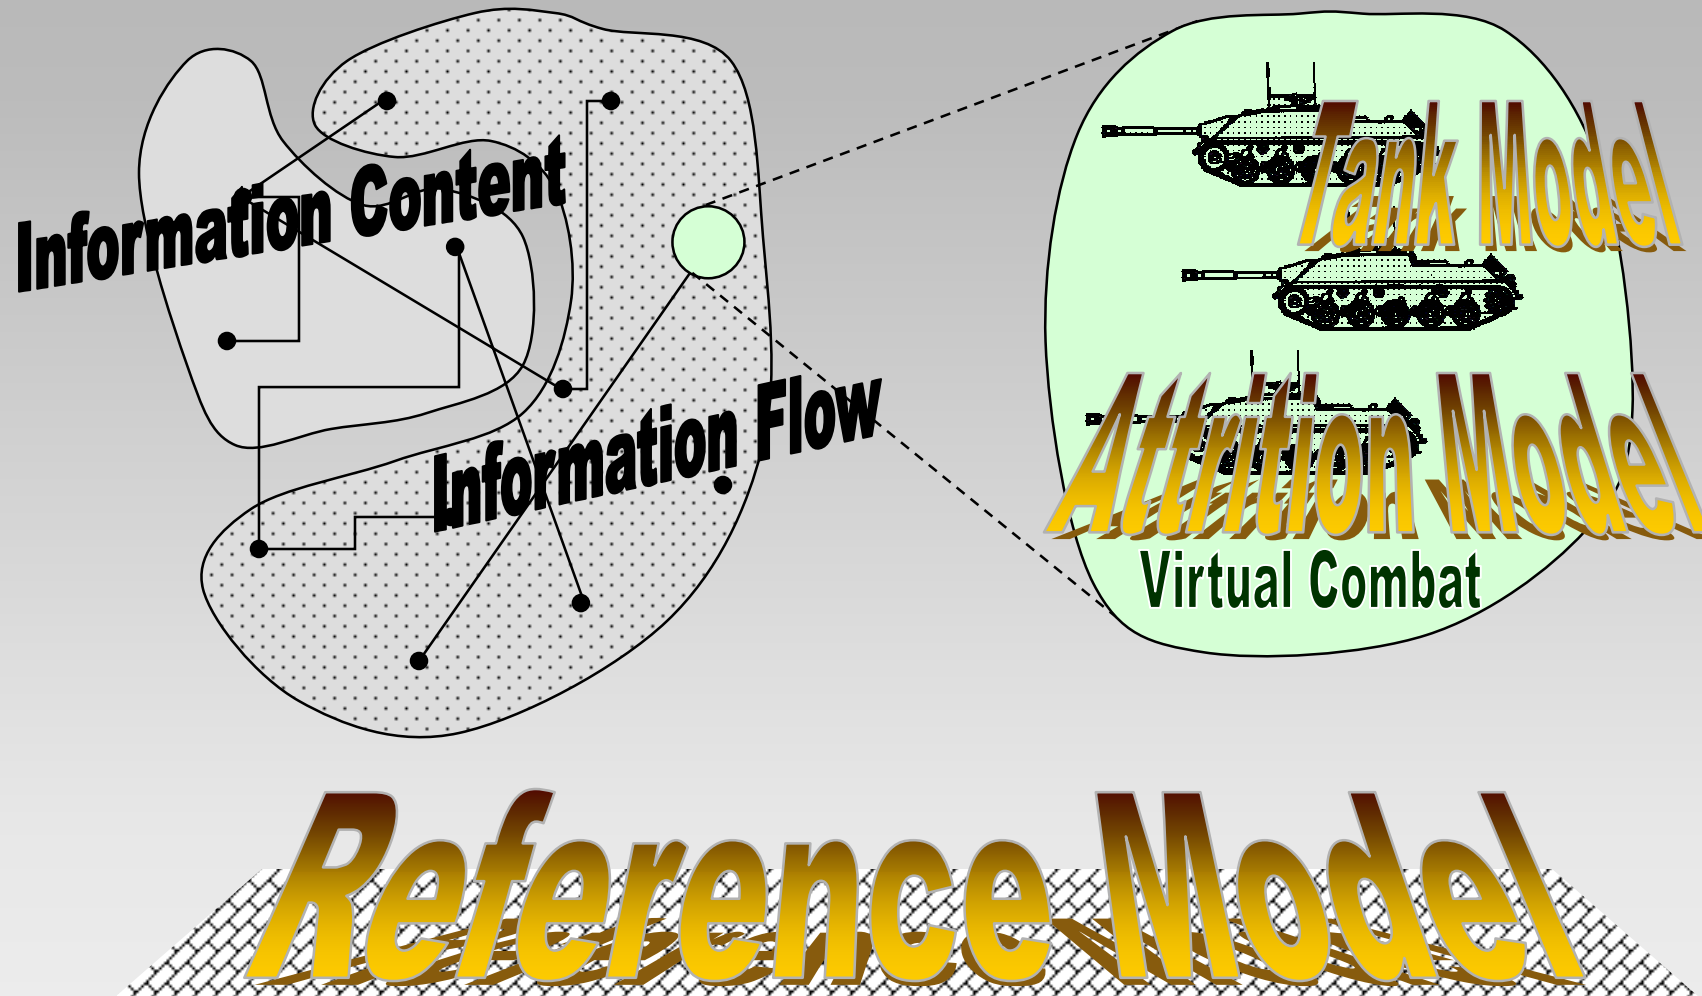 Information Content
Information Flow
Tank Model
Attrition Model
Virtual Combat
Reference Model